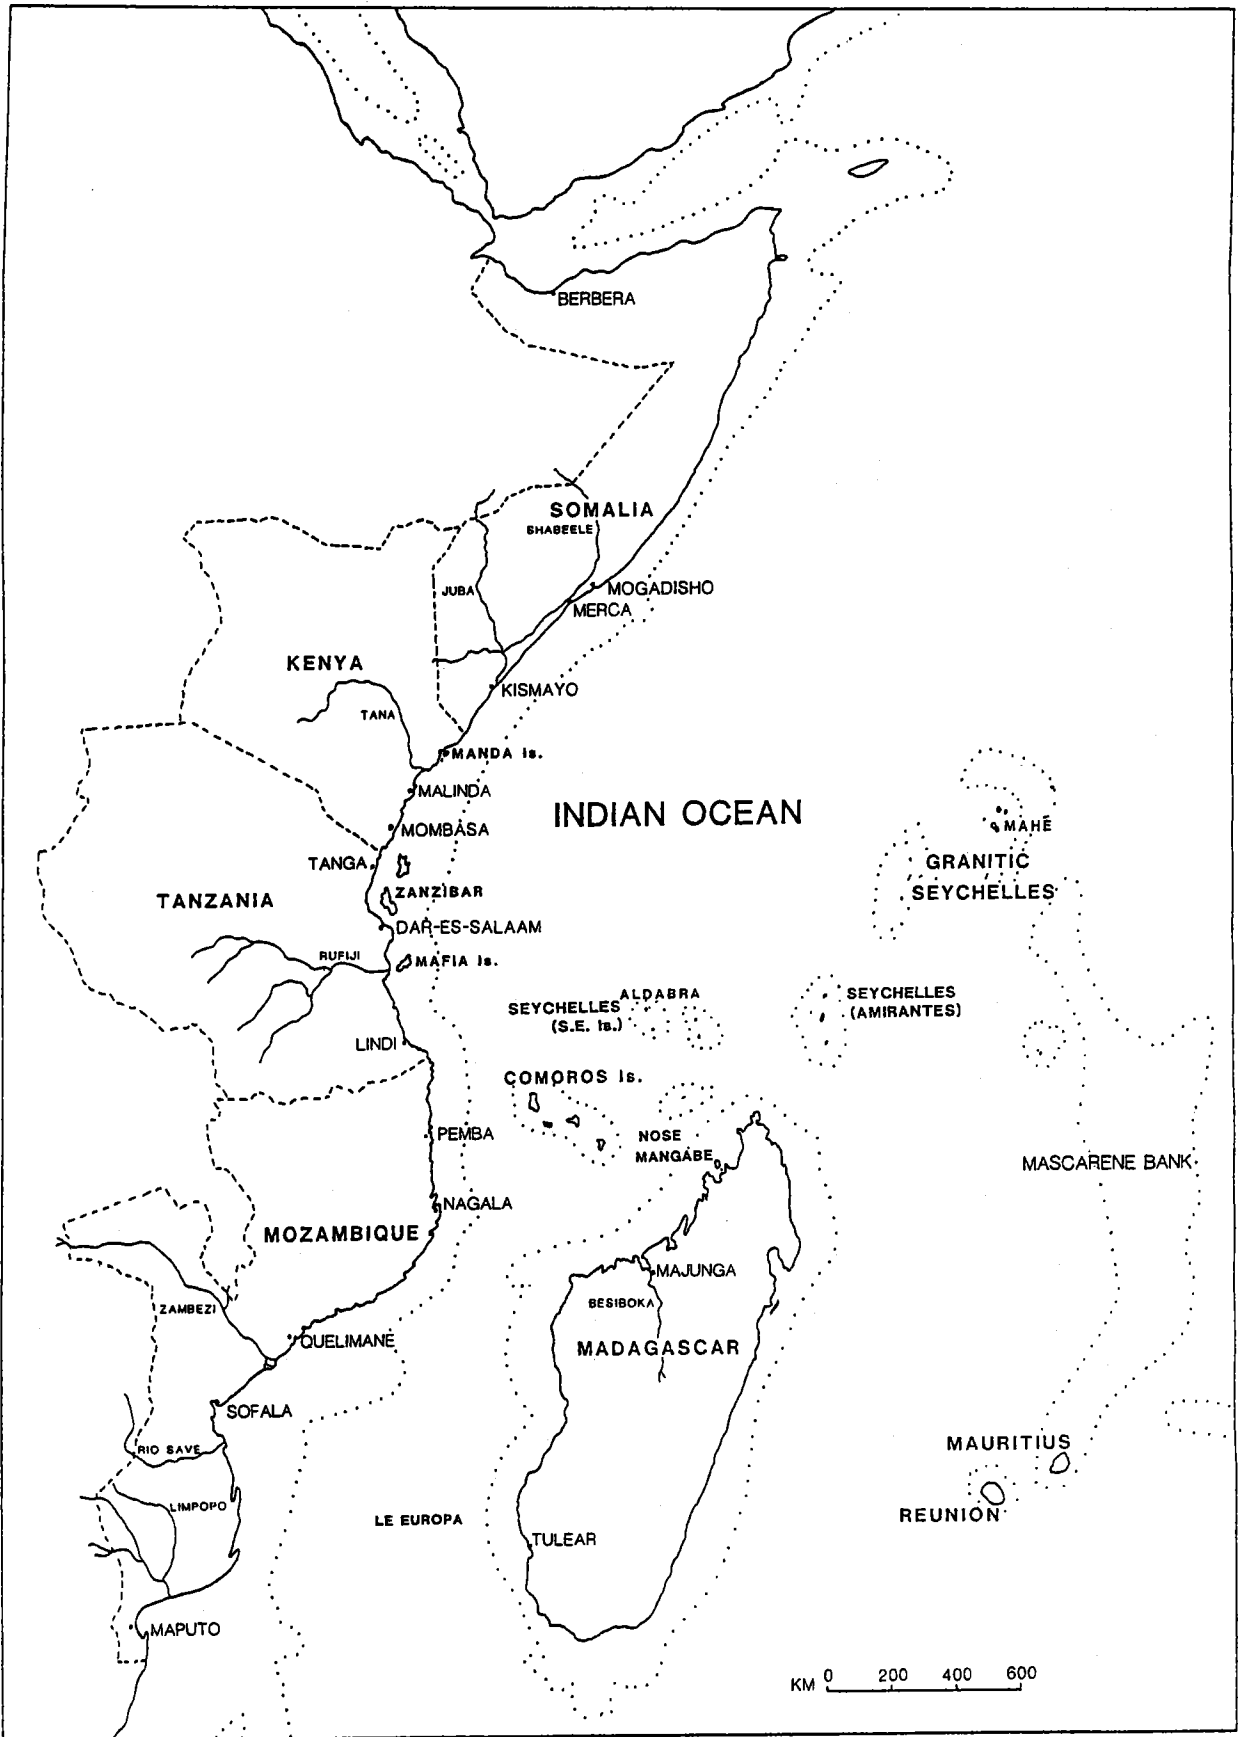 BERBERA
SOMALIA
SHABEELE
JUBA
MOGADISHO
MERCA
KENYA
KISMAYO
TANA
MANDA Is.
MALINDA
INDIAN OCEAN
MOMBASA
MAHÉ
TANGA
GRANITIC
SEYCHELLES
ZANZIBAR
TANZANIA
DAR-ES-SALAAM
RUFIJI
MAFIA Is.
ALDABRA
SEYCHELLES
(S.E. Is.)
SEYCHELLES
(AMIRANTES)
LINDI
COMOROS Is.
PEMBA
NOSE
MANGABE
MASCARENE BANK
NAGALA
MOZAMBIQUE
MAJUNGA
BESIBOKA
ZAMBEZI
QUELIMANE
MADAGASCAR
SOFALA
RIO SAVE
MAURITIUS
LIMPOPO
REUNION
LE EUROPA
TULEAR
MAPUTO
KM 0 200 400 600